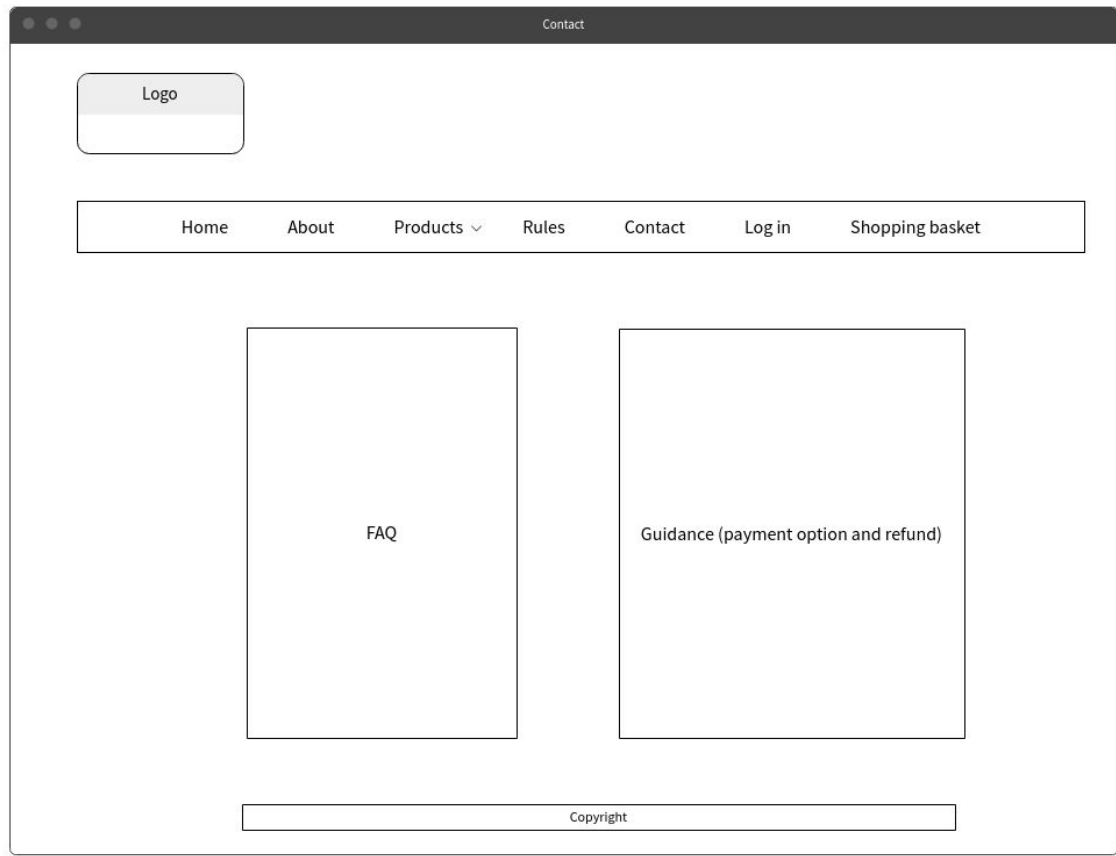 Contact
Logo
Home About Products Rules Contact Log in Shopping basket
FAQ
Guidance (payment option and refund)
Copyright